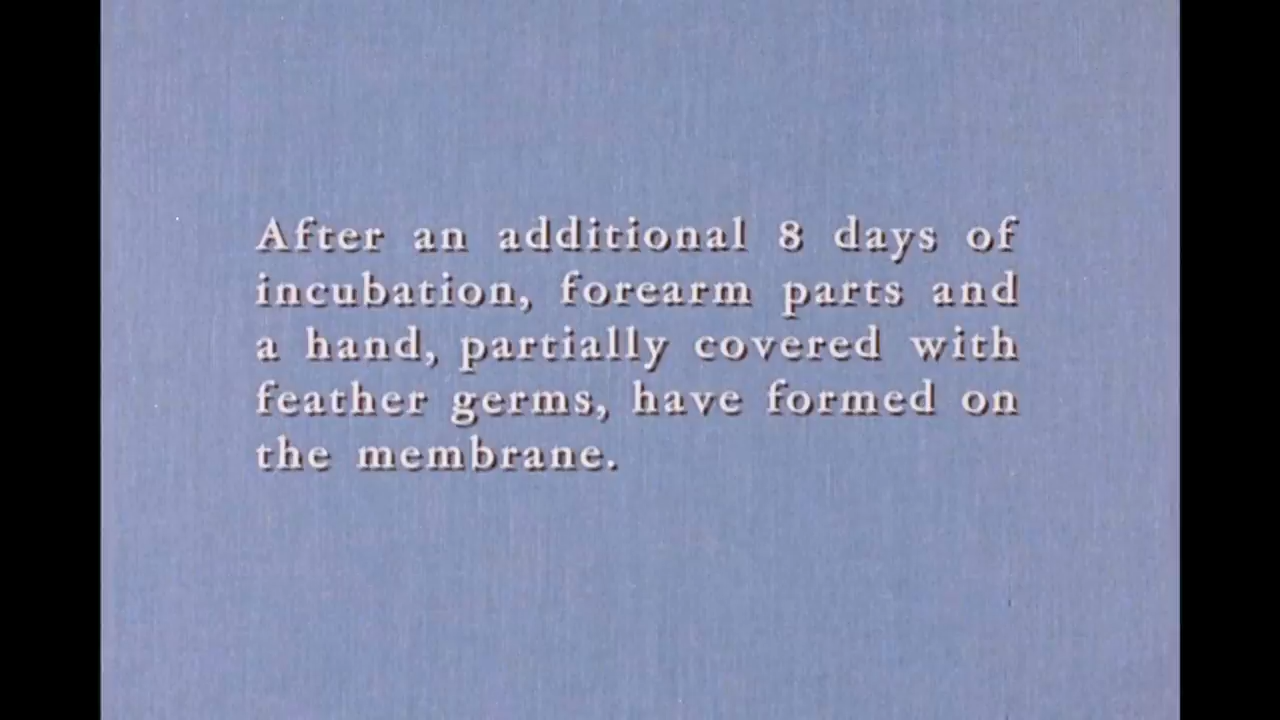 After an additional 8 days of
incubation, forearm parts and
a hand, partially covered with
feather germs, have formed on
the membrane.